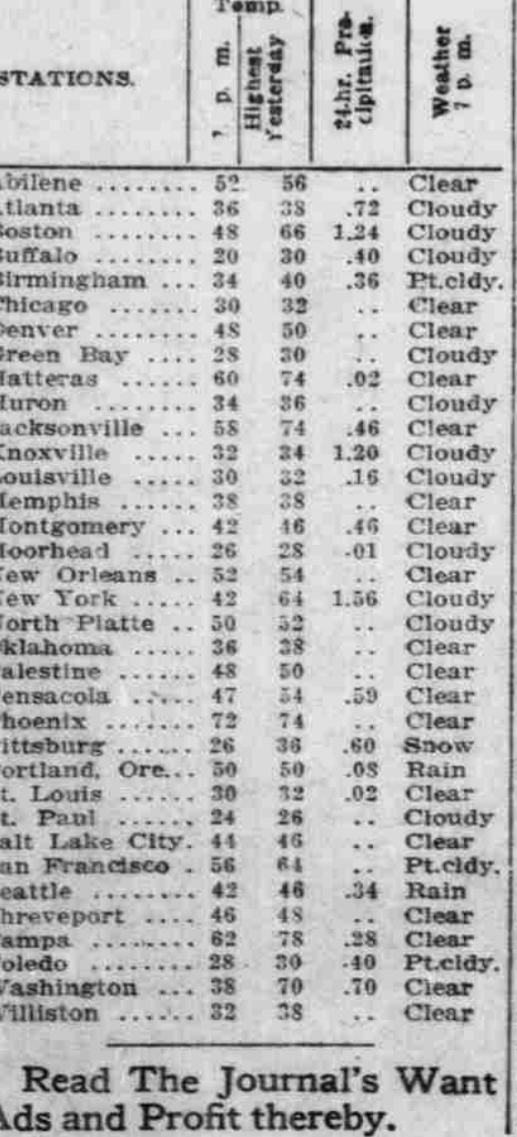 Temp.
STATIONS. 7 p. m. Highest Yesterday 24-hr. Pre-cipitation. Weather 7 p. m.
bilene ........ 52 56 .. Clear
tlanta ........ 36 38 .72 Cloudy
oston ........ 48 66 1.24 Cloudy
uffalo ........ 20 30 .40 Cloudy
irmingham ... 34 40 .36 Pt.cldy.
hicago ....... 30 32 .. Clear
enver ........ 48 50 .. Clear
reen Bay .... 28 30 .. Cloudy
atteras ...... 60 74 .02 Clear
uron ........ 34 36 .. Cloudy
acksonville ... 58 74 .46 Clear
noxville ..... 32 34 1.20 Cloudy
ouisville ..... 30 32 .16 Cloudy
emphis ...... 38 38 .. Clear
ontgomery ... 42 46 .46 Clear
oorhead ..... 26 28 .01 Cloudy
ew Orleans .. 52 54 .. Clear
ew York ..... 42 64 1.56 Cloudy
orth Platte .. 50 52 .. Cloudy
klahoma ..... 36 38 .. Clear
alestine ...... 48 50 .. Clear
ensacola ..... 47 54 .59 Clear
hoenix ....... 72 74 .. Clear
ittsburg ...... 26 36 .60 Snow
ortland, Ore... 50 50 .08 Rain
t. Louis ...... 30 32 .02 Clear
t. Paul ...... 24 26 .. Cloudy
alt Lake City. 44 46 .. Clear
an Francisco . 56 64 .. Pt.cldy.
eattle ........ 42 46 .34 Rain
hreveport .... 46 48 .. Clear
ampa ........ 62 78 .28 Clear
oledo ........ 28 30 .40 Pt.cldy.
ashington ... 38 70 .70 Clear
illiston ...... 32 38 .. Clear
Read The Journal's Want
Ads and Profit thereby.